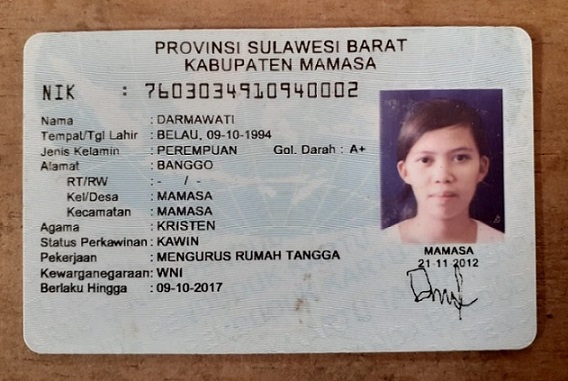 PROVINSI SULAWESI BARAT
KABUPATEN MAMASA
NIK : 7603034910940002
Nama : DARMAWATI
Tempat/Tgl Lahir : BELAU, 09-10-1994
Jenis Kelamin : PEREMPUAN Gol. Darah : A+
Alamat : BANGGO
RT/RW : - / -
Kel/Desa : MAMASA
Kecamatan : MAMASA
Agama : KRISTEN
Status Perkawinan : KAWIN
Pekerjaan : MENGURUS RUMAH TANGGA
Kewarganegaraan : WNI
Berlaku Hingga : 09-10-2017
MAMASA
21-11-2012